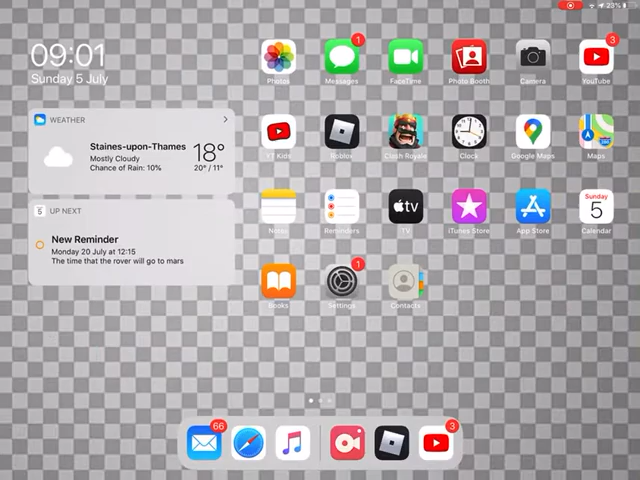 23%
09:01
Sunday 5 July
WEATHER
Staines-upon-Thames
Mostly Cloudy
Chance of Rain: 10%
18°
20° / 11°
5
UP NEXT
New Reminder
Monday 20 July at 12:15
The time that the rover will go to mars
1
3
Photos
Messages
FaceTime
Photo Booth
Camera
YouTube
YT Kids
Roblox
Clash Royale
Clock
Google Maps
Maps
tv
Sunday
5
Notes
Reminders
TV
iTunes Store
App Store
Calendar
1
Books
Settings
Contacts
66
3